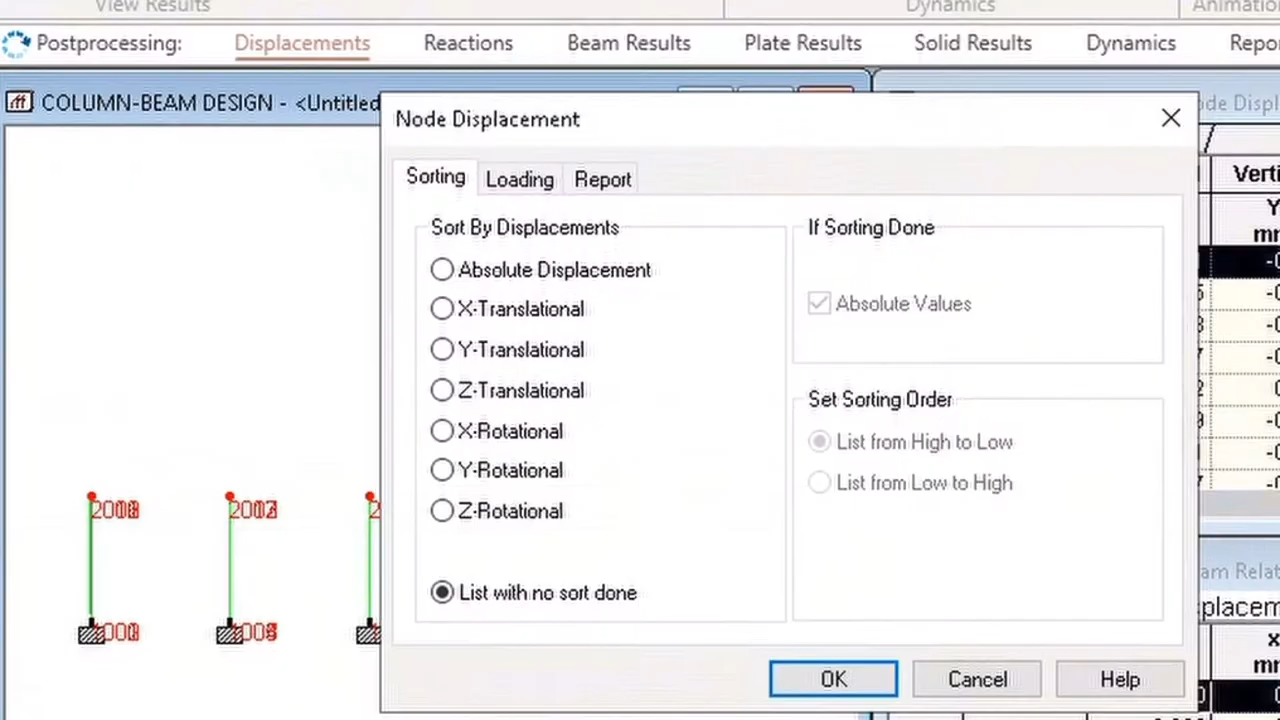 View Results Dynamics Animation
Postprocessing: Displacements Reactions Beam Results Plate Results Solid Results Dynamics
COLUMN-BEAM DESIGN - <Untitled
Node Displacement
Sorting Loading Report
Sort By Displacements
Absolute Displacement
X-Translational
Y-Translational
Z-Translational
X-Rotational
Y-Rotational
Z-Rotational
List with no sort done
If Sorting Done
Absolute Values
Set Sorting Order
List from High to Low
List from Low to High
OK Cancel Help
Y
x